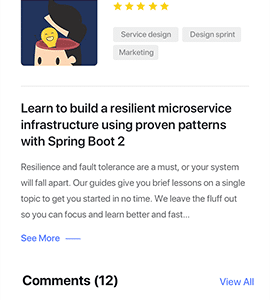 Service design
Design sprint
Marketing
Learn to build a resilient microservice
infrastructure using proven patterns
with Spring Boot 2
Resilience and fault tolerance are a must, or your system
will fall apart. Our guides give you brief lessons on a single
topic to get you started in no time. We leave the fluff out
so you can focus and learn better and fast...
See More
Comments (12)
View All